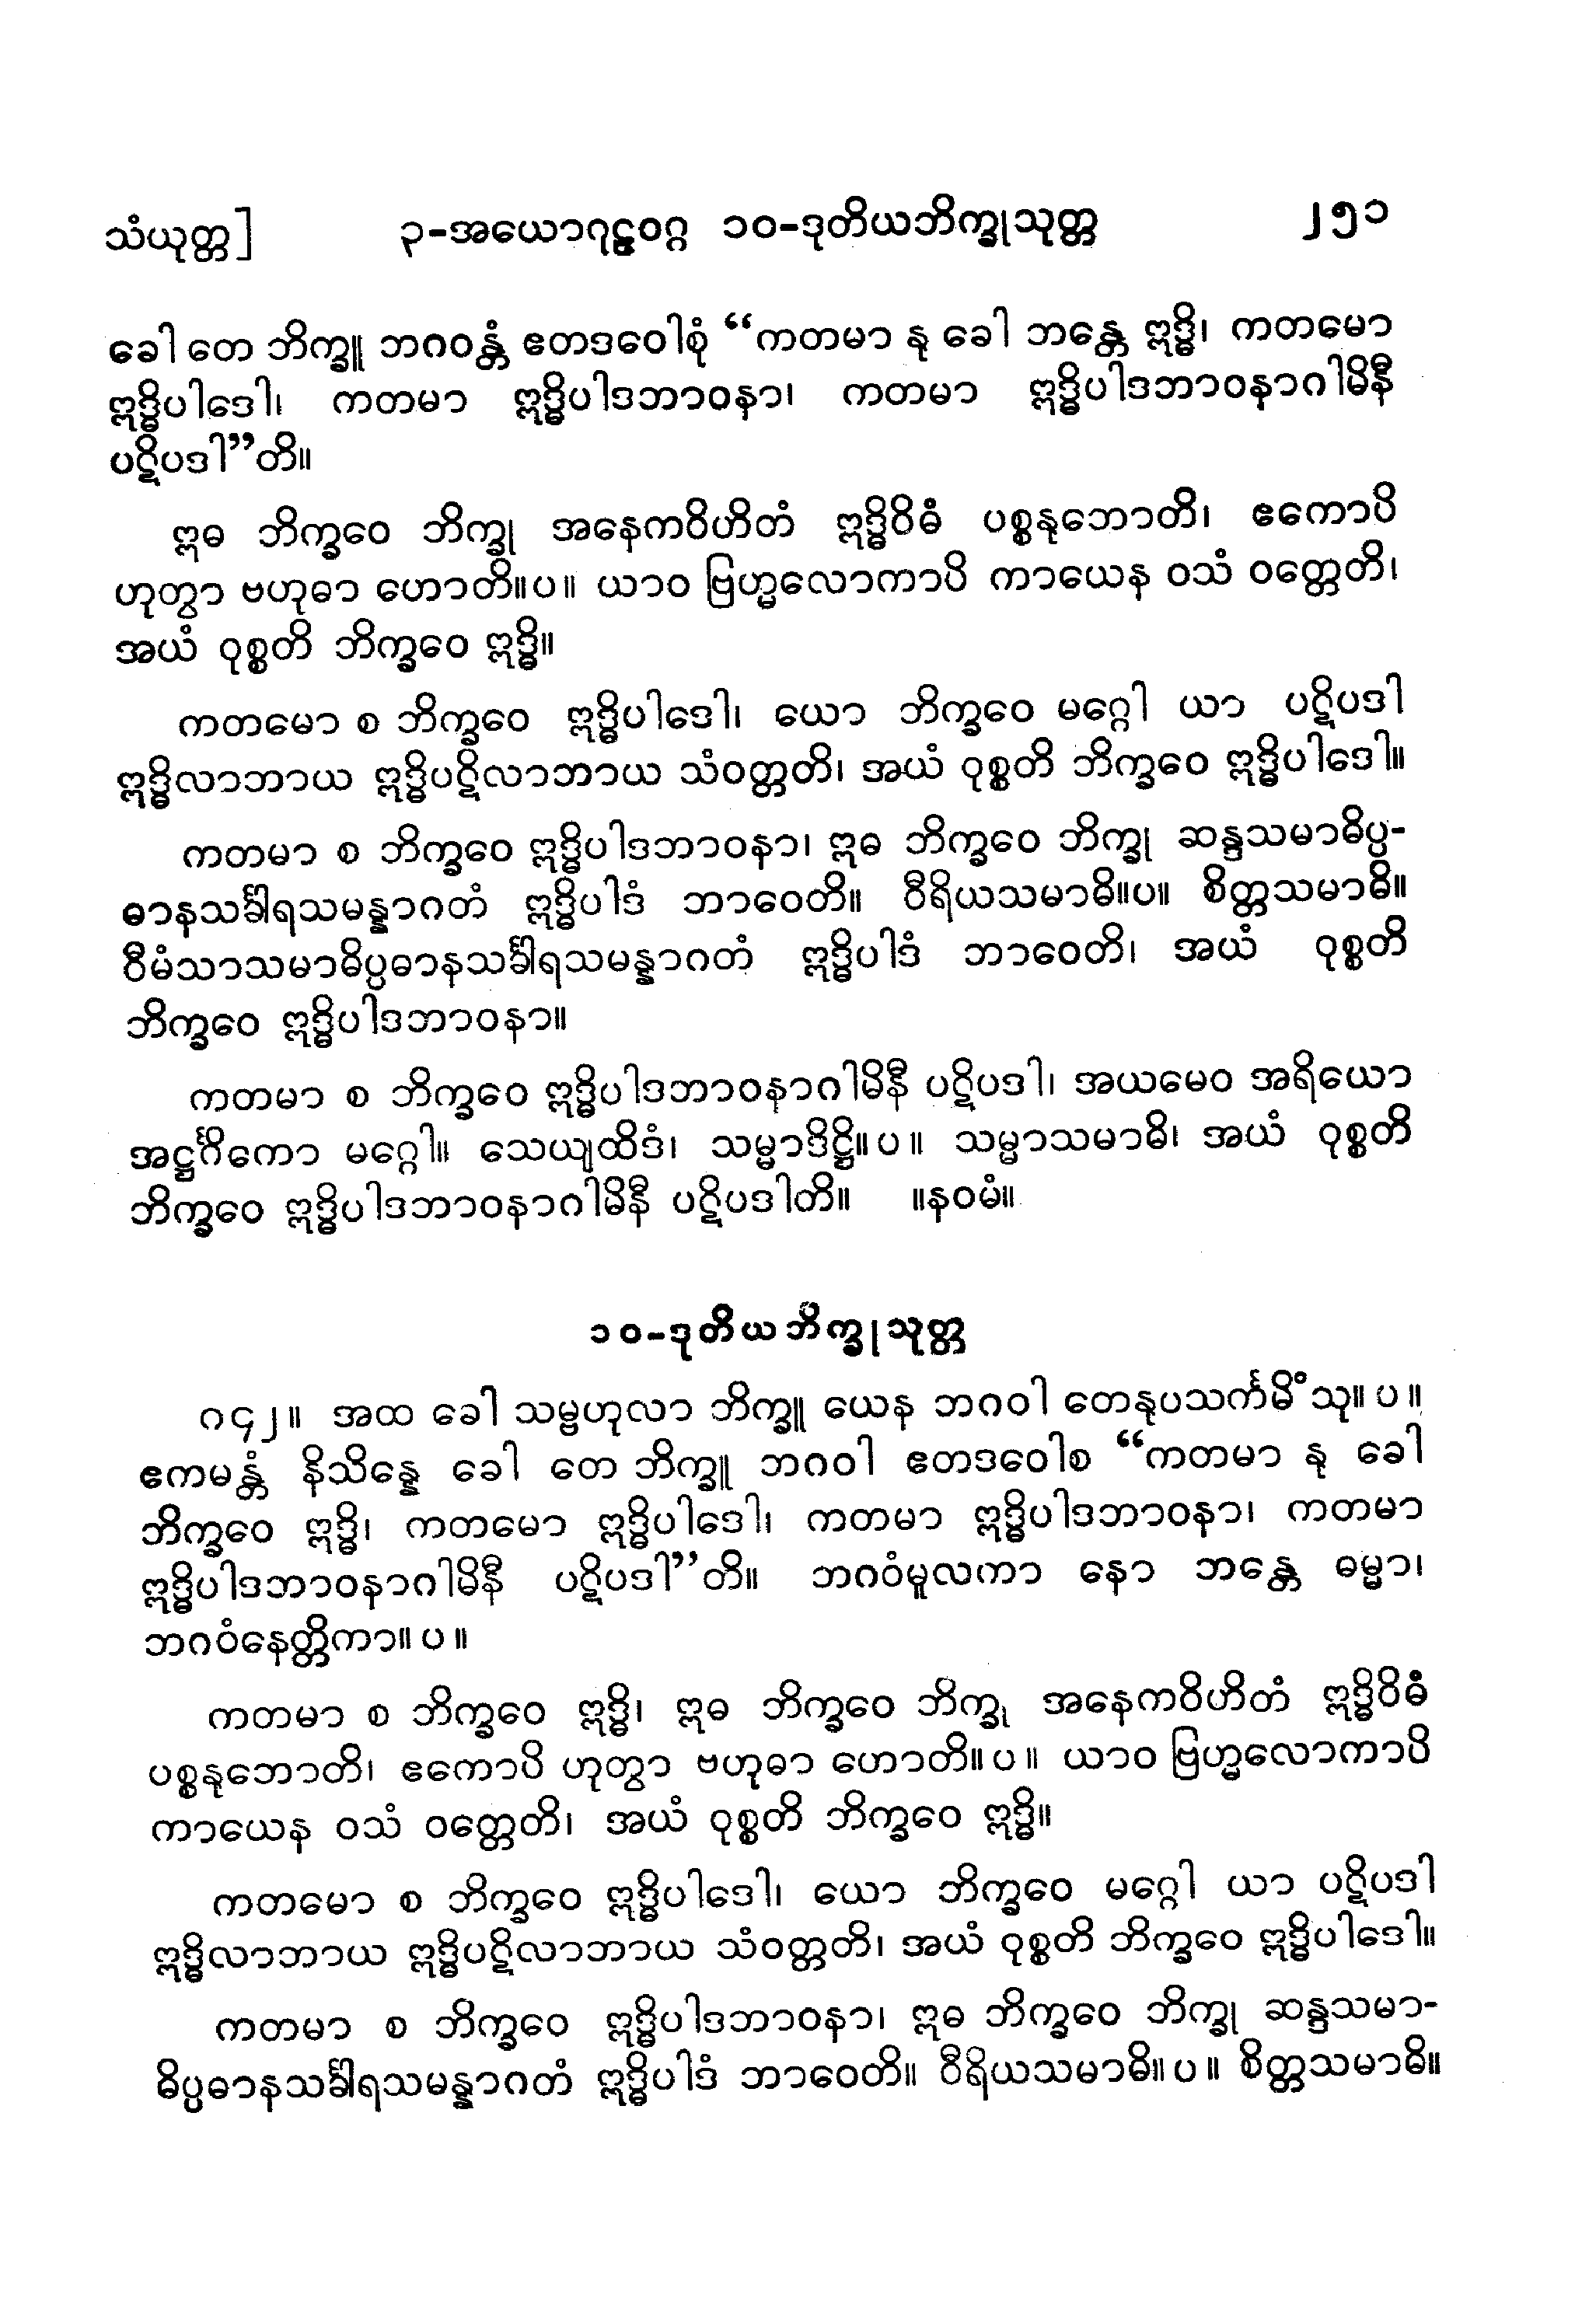 သံယုတ္တ] ၃-အယောဂုဠဝဂ္ဂ ၁၀-ဒုတိယဘိက္ခုသုတ္တ ၂၅၁
ခေါ တေ ဘိက္ခူ ဘဂဝန္တံ ဧတဒဝေါစုံ “ကတမာ နု ခေါ ဘန္တေ ဣဒ္ဓိ၊ ကတမော
ဣဒ္ဓိပါဒေါ၊ ကတမာ ဣဒ္ဓိပါဒဘာဝနာ၊ ကတမာ ဣဒ္ဓိပါဒဘာဝနာဂါမိနီ
ပဋိပဒါ”တိ။
ဣဓ ဘိက္ခဝေ ဘိက္ခု အနေကဝိဟိတံ ဣဒ္ဓိဝိဓံ ပစ္စနုဘောတိ၊ ဧကောပိ
ဟုတွာ ဗဟုဓာ ဟောတိ။ပ။ ယာဝ ဗြဟ္မလောကာပိ ကာယေန ဝသံ ဝတ္တေတိ၊
အယံ ဝုစ္စတိ ဘိက္ခဝေ ဣဒ္ဓိ။
ကတမော စ ဘိက္ခဝေ ဣဒ္ဓိပါဒေါ၊ ယော ဘိက္ခဝေ မဂ္ဂေါ ယာ ပဋိပဒါ
ဣဒ္ဓိလာဘာယ ဣဒ္ဓိပဋိလာဘာယ သံဝတ္တတိ၊ အယံ ဝုစ္စတိ ဘိက္ခဝေ ဣဒ္ဓိပါဒေါ။
ကတမာ စ ဘိက္ခဝေ ဣဒ္ဓိပါဒဘာဝနာ၊ ဣဓ ဘိက္ခဝေ ဘိက္ခု ဆန္ဒသမာဓိပ္ပ-
ဓာနသင်္ခါရသမန္နာဂတံ ဣဒ္ဓိပါဒံ ဘာဝေတိ။ ဝီရိယသမာဓိ။ပ။ စိတ္တသမာဓိ။
ဝီမံသာသမာဓိပ္ပဓာနသင်္ခါရသမန္နာဂတံ ဣဒ္ဓိပါဒံ ဘာဝေတိ၊ အယံ ဝုစ္စတိ
ဘိက္ခဝေ ဣဒ္ဓိပါဒဘာဝနာ။
ကတမာ စ ဘိက္ခဝေ ဣဒ္ဓိပါဒဘာဝနာဂါမိနီ ပဋိပဒါ၊ အယမေဝ အရိယော
အဋ္ဌင်္ဂိကော မဂ္ဂေါ။ သေယျထိဒံ၊ သမ္မာဒိဋ္ဌိ။ ပ ။ သမ္မာသမာဓိ၊ အယံ ဝုစ္စတိ
ဘိက္ခဝေ ဣဒ္ဓိပါဒဘာဝနာဂါမိနီ ပဋိပဒါတိ။ ။နဝမံ။
၁၀-ဒုတိယဘိက္ခုသုတ္တ
၈၄၂။ အထ ခေါ သမ္ဗဟုလာ ဘိက္ခူ ယေန ဘဂဝါ တေနုပသင်္ကမိံသု။ ပ ။
ဧကမန္တံ နိသိန္နေ ခေါ တေ ဘိက္ခူ ဘဂဝါ ဧတဒဝေါစ “ကတမာ နု ခေါ
ဘိက္ခဝေ ဣဒ္ဓိ၊ ကတမော ဣဒ္ဓိပါဒေါ၊ ကတမာ ဣဒ္ဓိပါဒဘာဝနာ၊ ကတမာ
ဣဒ္ဓိပါဒဘာဝနာဂါမိနီ ပဋိပဒါ”တိ။ ဘဂဝံမူလကာ နော ဘန္တေ ဓမ္မာ၊
ဘဂဝံနေတ္တိကာ။ ပ ။
ကတမာ စ ဘိက္ခဝေ ဣဒ္ဓိ၊ ဣဓ ဘိက္ခဝေ ဘိက္ခု အနေကဝိဟိတံ ဣဒ္ဓိဝိဓံ
ပစ္စနုဘောတိ၊ ဧကောပိ ဟုတွာ ဗဟုဓာ ဟောတိ။ ပ ။ ယာဝ ဗြဟ္မလောကာပိ
ကာယေန ဝသံ ဝတ္တေတိ၊ အယံ ဝုစ္စတိ ဘိက္ခဝေ ဣဒ္ဓိ။
ကတမော စ ဘိက္ခဝေ ဣဒ္ဓိပါဒေါ၊ ယော ဘိက္ခဝေ မဂ္ဂေါ ယာ ပဋိပဒါ
ဣဒ္ဓိလာဘာယ ဣဒ္ဓိပဋိလာဘာယ သံဝတ္တတိ၊ အယံ ဝုစ္စတိ ဘိက္ခဝေ ဣဒ္ဓိပါဒေါ။
ကတမာ စ ဘိက္ခဝေ ဣဒ္ဓိပါဒဘာဝနာ၊ ဣဓ ဘိက္ခဝေ ဘိက္ခု ဆန္ဒသမာ-
ဓိပ္ပဓာနသင်္ခါရသမန္နာဂတံ ဣဒ္ဓိပါဒံ ဘာဝေတိ။ ဝီရိယသမာဓိ။ ပ ။ စိတ္တသမာဓိ။